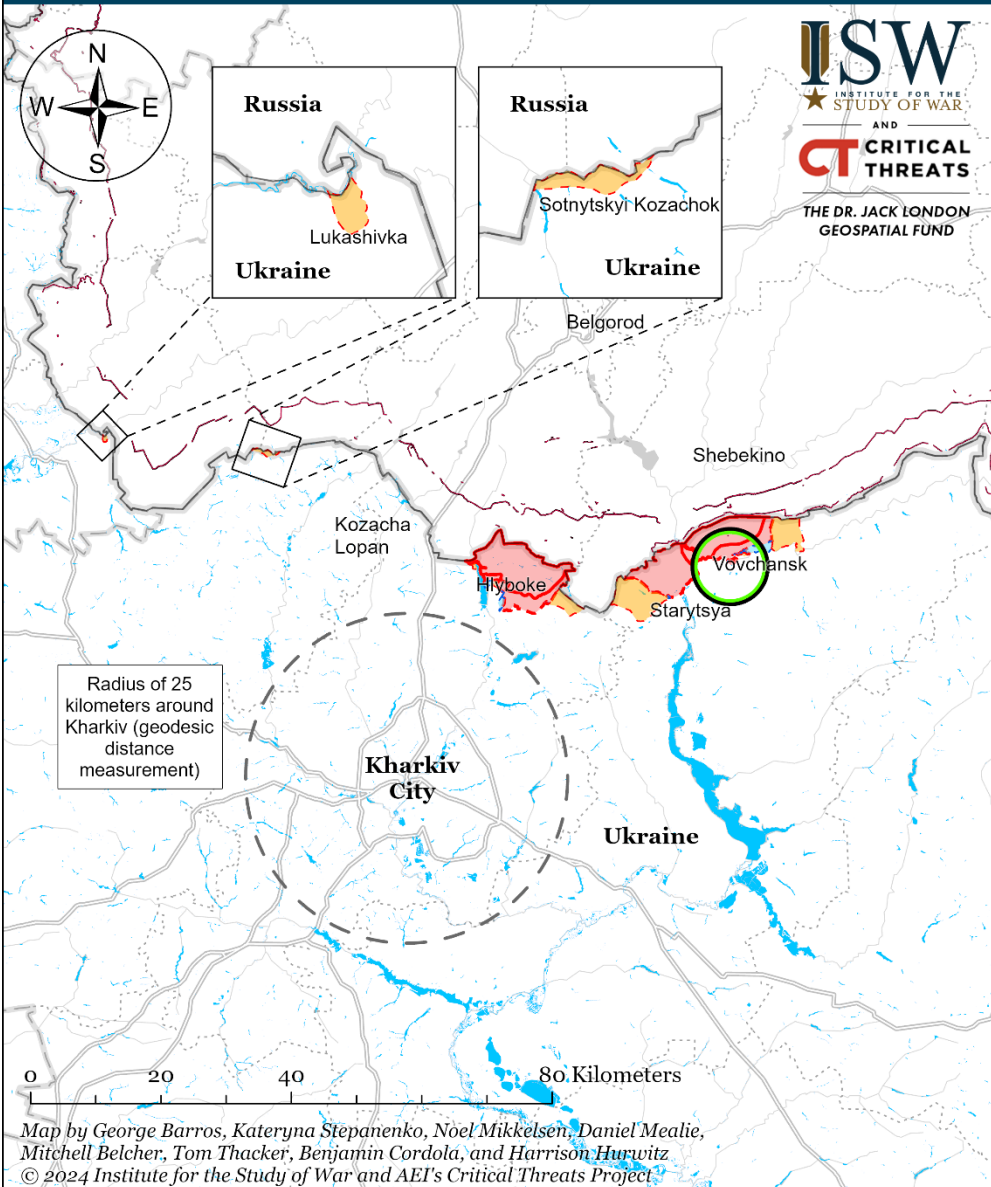 N
W E
S
Russia
Lukashivka
Ukraine
Russia
Sotnytskyi Kozachok
Ukraine
ISW
INSTITUTE FOR THE
STUDY OF WAR
AND
CT CRITICAL
THREATS
THE DR. JACK LONDON
GEOSPATIAL FUND
Belgorod
Shebekino
Kozacha
Lopan
Hlyboke
Vovchansk
Starytsya
Radius of 25
kilometers around
Kharkiv (geodesic
distance
measurement)
Kharkiv
City
Ukraine
0 20 40 80 Kilometers
Map by George Barros, Kateryna Stepanenko, Noel Mikkelsen, Daniel Mealie,
Mitchell Belcher, Tom Thacker, Benjamin Cordola, and Harrison Hurwitz
© 2024 Institute for the Study of War and AEI's Critical Threats Project